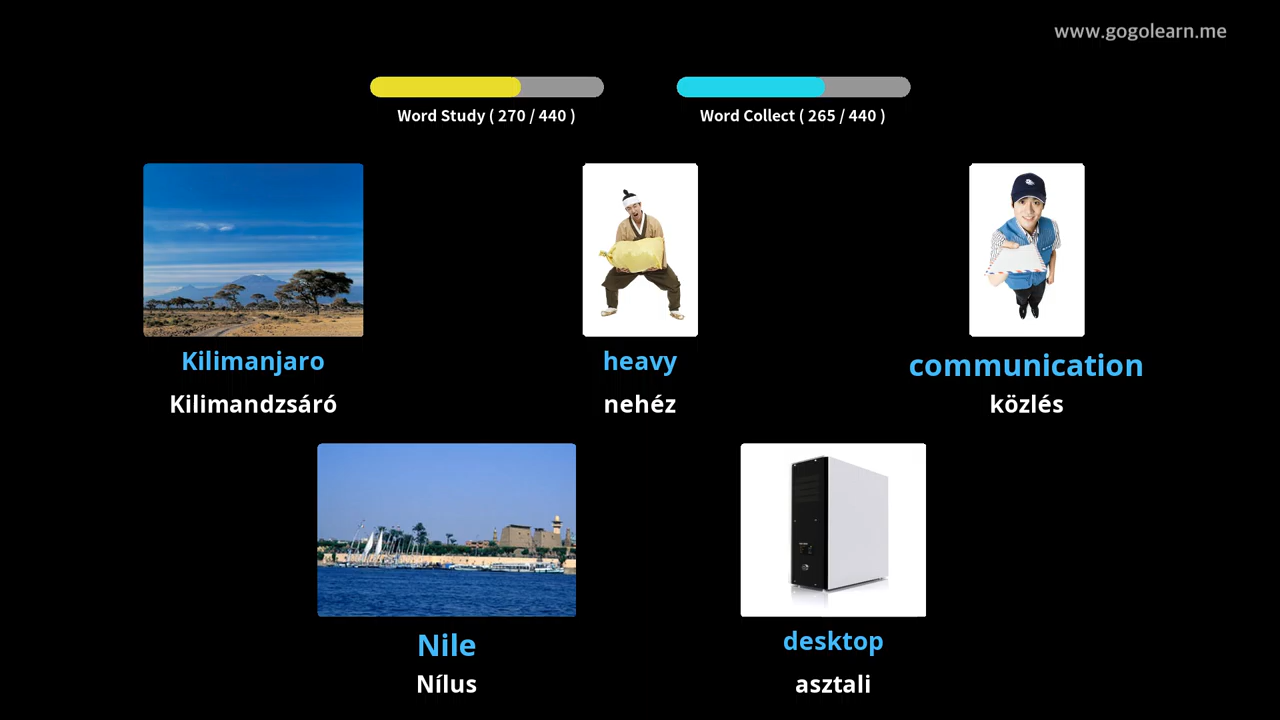 www.gogolearn.me
Word Study ( 270 / 440 )
Word Collect ( 265 / 440 )
Kilimanjaro
Kilimandzsáró
heavy
nehéz
communication
közlés
Nile
Nílus
desktop
asztali